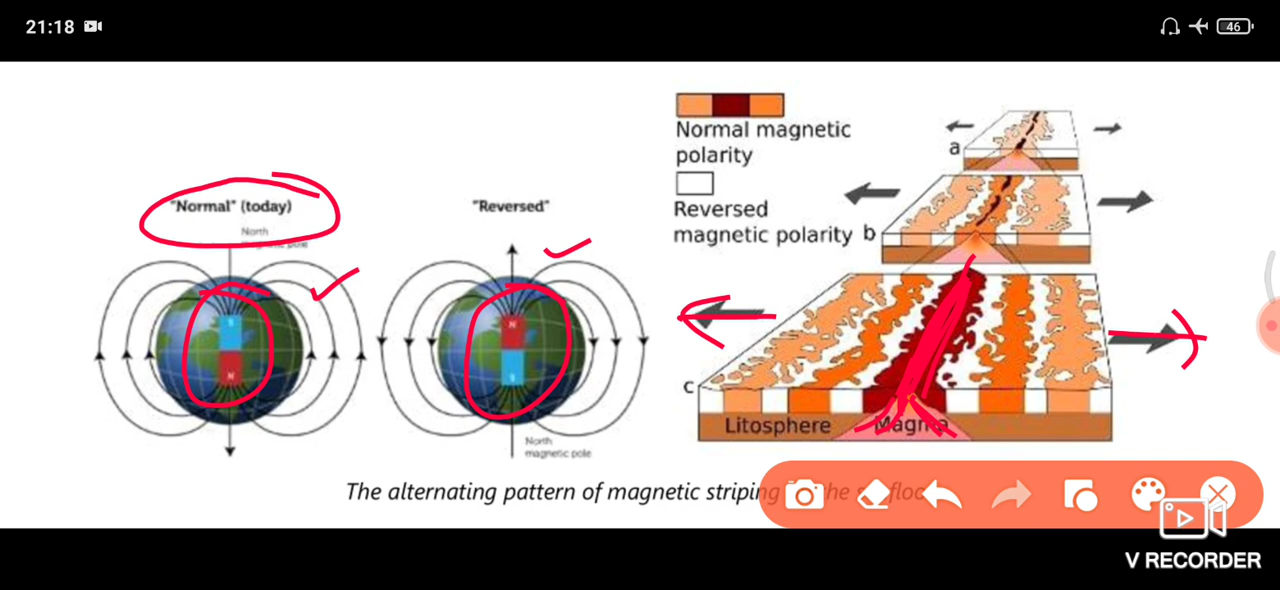 21:18
46
"Normal" (today)
North
"Reversed"
S
N
N
S
North
magnetic pole
Normal magnetic
polarity
Reversed
magnetic polarity
a
b
c
Litosphere
Magma
The alternating pattern of magnetic striping
V RECORDER